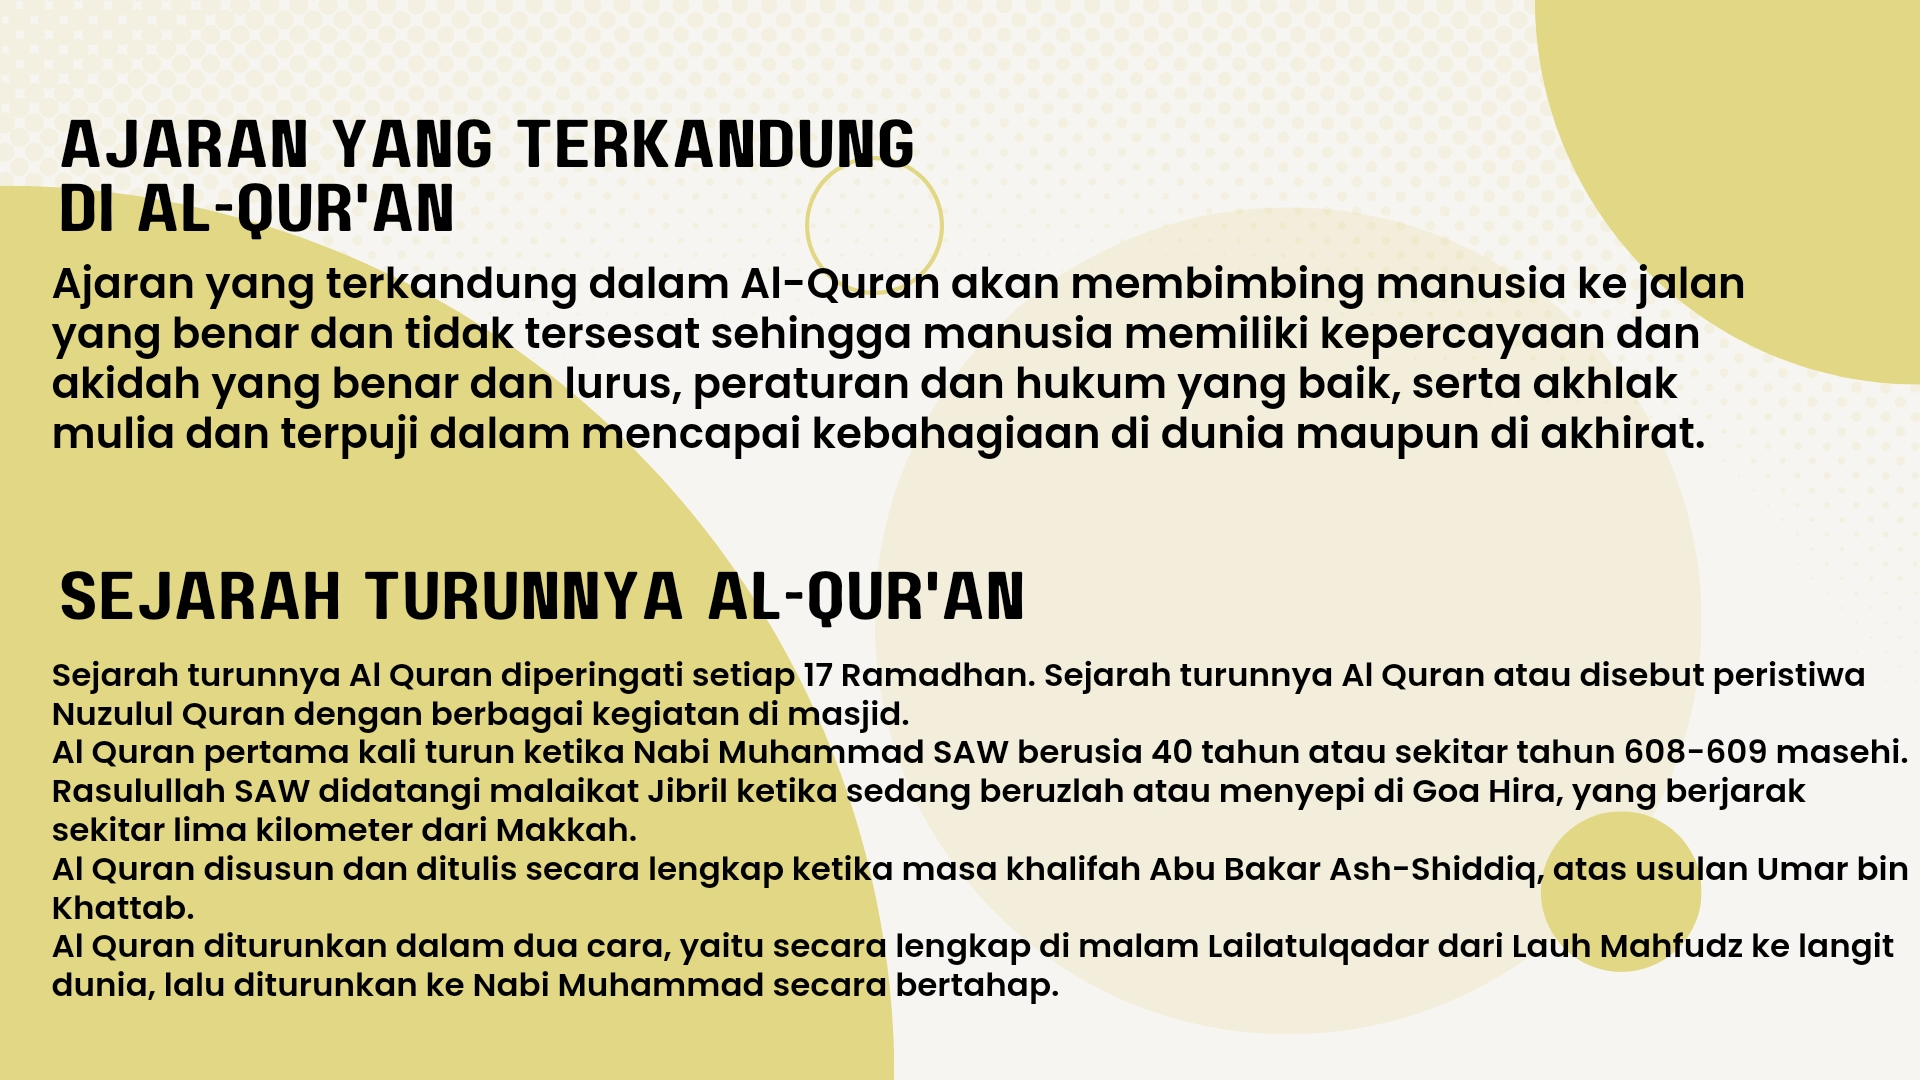 AJARAN YANG TERKANDUNG
DI AL-QUR'AN
Ajaran yang terkandung dalam Al-Quran akan membimbing manusia ke jalan
yang benar dan tidak tersesat sehingga manusia memiliki kepercayaan dan
akidah yang benar dan lurus, peraturan dan hukum yang baik, serta akhlak
mulia dan terpuji dalam mencapai kebahagiaan di dunia maupun di akhirat.
SEJARAH TURUNNYA AL-QUR'AN
Sejarah turunnya Al Quran diperingati setiap 17 Ramadhan. Sejarah turunnya Al Quran atau disebut peristiwa
Nuzulul Quran dengan berbagai kegiatan di masjid.
Al Quran pertama kali turun ketika Nabi Muhammad SAW berusia 40 tahun atau sekitar tahun 608-609 masehi.
Rasulullah SAW didatangi malaikat Jibril ketika sedang beruzlah atau menyepi di Goa Hira, yang berjarak
sekitar lima kilometer dari Makkah.
Al Quran disusun dan ditulis secara lengkap ketika masa khalifah Abu Bakar Ash-Shiddiq, atas usulan Umar bin
Khattab.
Al Quran diturunkan dalam dua cara, yaitu secara lengkap di malam Lailatulqadar dari Lauh Mahfudz ke langit
dunia, lalu diturunkan ke Nabi Muhammad secara bertahap.